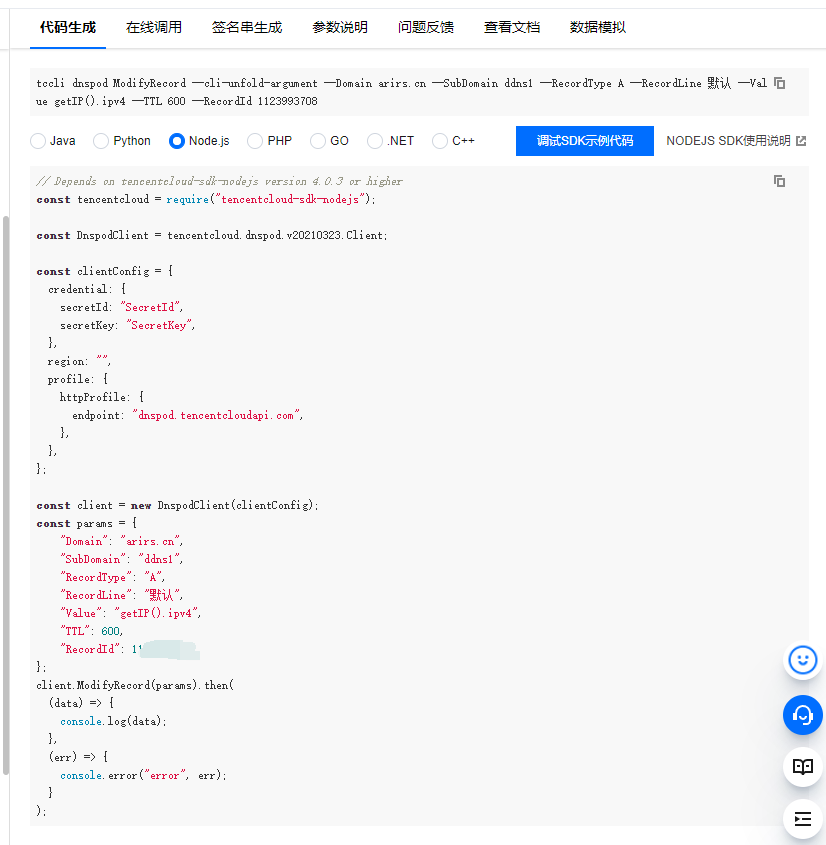 代码生成 在线调用 签名串生成 参数说明 问题反馈 查看文档 数据模拟
tccli dnspod ModifyRecord --cli-unfold-argument --Domain arirs.cn --SubDomain ddns1 --RecordType A --RecordLine 默认 --Val
ue getIP().ipv4 --TTL 600 --RecordId 1123993708
Java Python Node.js PHP GO .NET C++ 调试SDK示例代码 NODEJS SDK使用说明
// Depends on tencentcloud-sdk-nodejs version 4.0.3 or higher
const tencentcloud = require("tencentcloud-sdk-nodejs");
const DnspodClient = tencentcloud.dnspod.v20210323.Client;
const clientConfig = {
credential: {
secretId: "SecretId",
secretKey: "SecretKey",
},
region: "",
profile: {
httpProfile: {
endpoint: "dnspod.tencentcloudapi.com",
},
},
};
const client = new DnspodClient(clientConfig);
const params = {
"Domain": "arirs.cn",
"SubDomain": "ddns1",
"RecordType": "A",
"RecordLine": "默认",
"Value": "getIP().ipv4",
"TTL": 600,
"RecordId": 11
};
client.ModifyRecord(params).then(
(data) => {
console.log(data);
},
(err) => {
console.error("error", err);
}
);